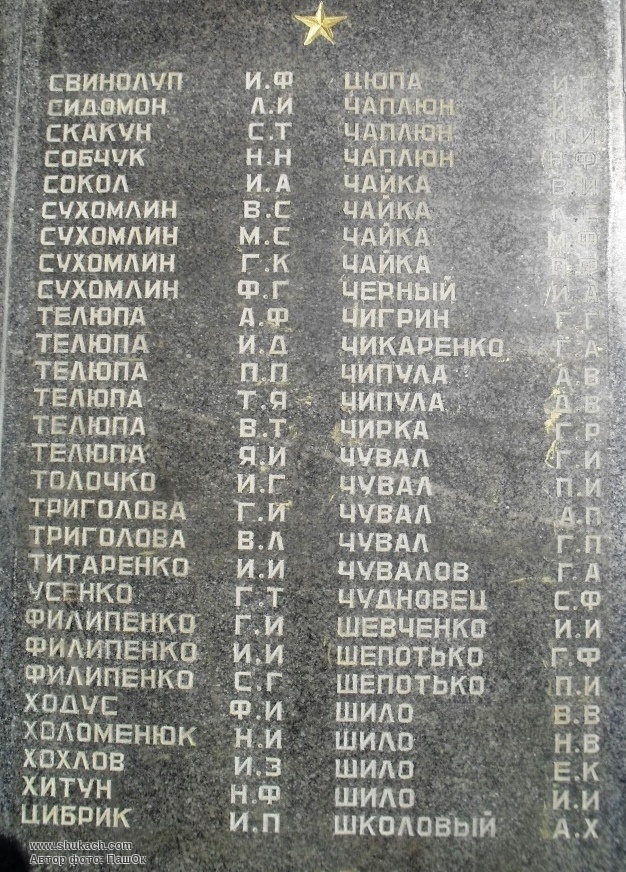 СВИНОЛУП И.Ф
СИДОМОН Л.И
СКАКУН С.Т
СОБЧУК Н.Н
СОКОЛ И.А
СУХОМЛИН В.С
СУХОМЛИН М.С
СУХОМЛИН Г.К
СУХОМЛИН Ф.Г
ТЕЛЮПА А.Ф
ТЕЛЮПА И.Д
ТЕЛЮПА П.П
ТЕЛЮПА Т.Я
ТЕЛЮПА В.Т
ТЕЛЮПА Я.И
ТОЛОЧКО И.Г
ТРИГОЛОВА Г.И
ТРИГОЛОВА В.Л
ТИТАРЕНКО И.И
УСЕНКО Г.Т
ФИЛИПЕНКО Г.И
ФИЛИПЕНКО И.И
ФИЛИПЕНКО С.Г
ХОДУС Ф.И
ХОЛОМЕНЮК Н.И
ХОХЛОВ И.З
ХИТУН Н.Ф
ЦИБРИК И.П
ЦЮПА
ЧАПЛЮН
ЧАПЛЮН
ЧАПЛЮН Н.Ф
ЧАЙКА В.И
ЧАЙКА
ЧАЙКА
ЧАЙКА
ЧЕРНЫЙ И.А
ЧИГРИН Г.Г
ЧИКАРЕНКО Г.А
ЧИПУЛА А.В
ЧИПУЛА Д.В
ЧИРКА Г.Р
ЧУВАЛ Г.И
ЧУВАЛ П.И
ЧУВАЛ А.П
ЧУВАЛ Г.П
ЧУВАЛОВ Г.А
ЧУДНОВЕЦ С.Ф
ШЕВЧЕНКО И.И
ШЕПОТЬКО Г.Ф
ШЕПОТЬКО П.И
ШИЛО В.В
ШИЛО Н.В
ШИЛО Е.К
ШИЛО И.И
ШКОЛОВЫЙ А.Х
www.shukach.com
Автор фото: ПашОк